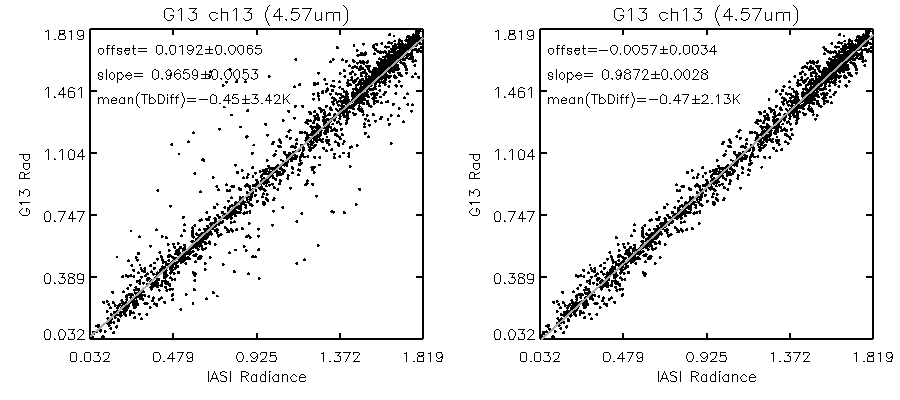 G13 ch13 (4.57um)
1.819
1.461
1.104
0.747
0.389
0.032
G13 Rad
offset= 0.0192±0.0065
slope= 0.9659±0.0053
mean(TbDiff)=−0.45±3.42K
0.032 0.479 0.925 1.372 1.819
IASI Radiance
G13 ch13 (4.57um)
1.819
1.461
1.104
0.747
0.389
0.032
G13 Rad
offset=−0.0057±0.0034
slope= 0.9872±0.0028
mean(TbDiff)=−0.47±2.13K
0.032 0.479 0.925 1.372 1.819
IASI Radiance